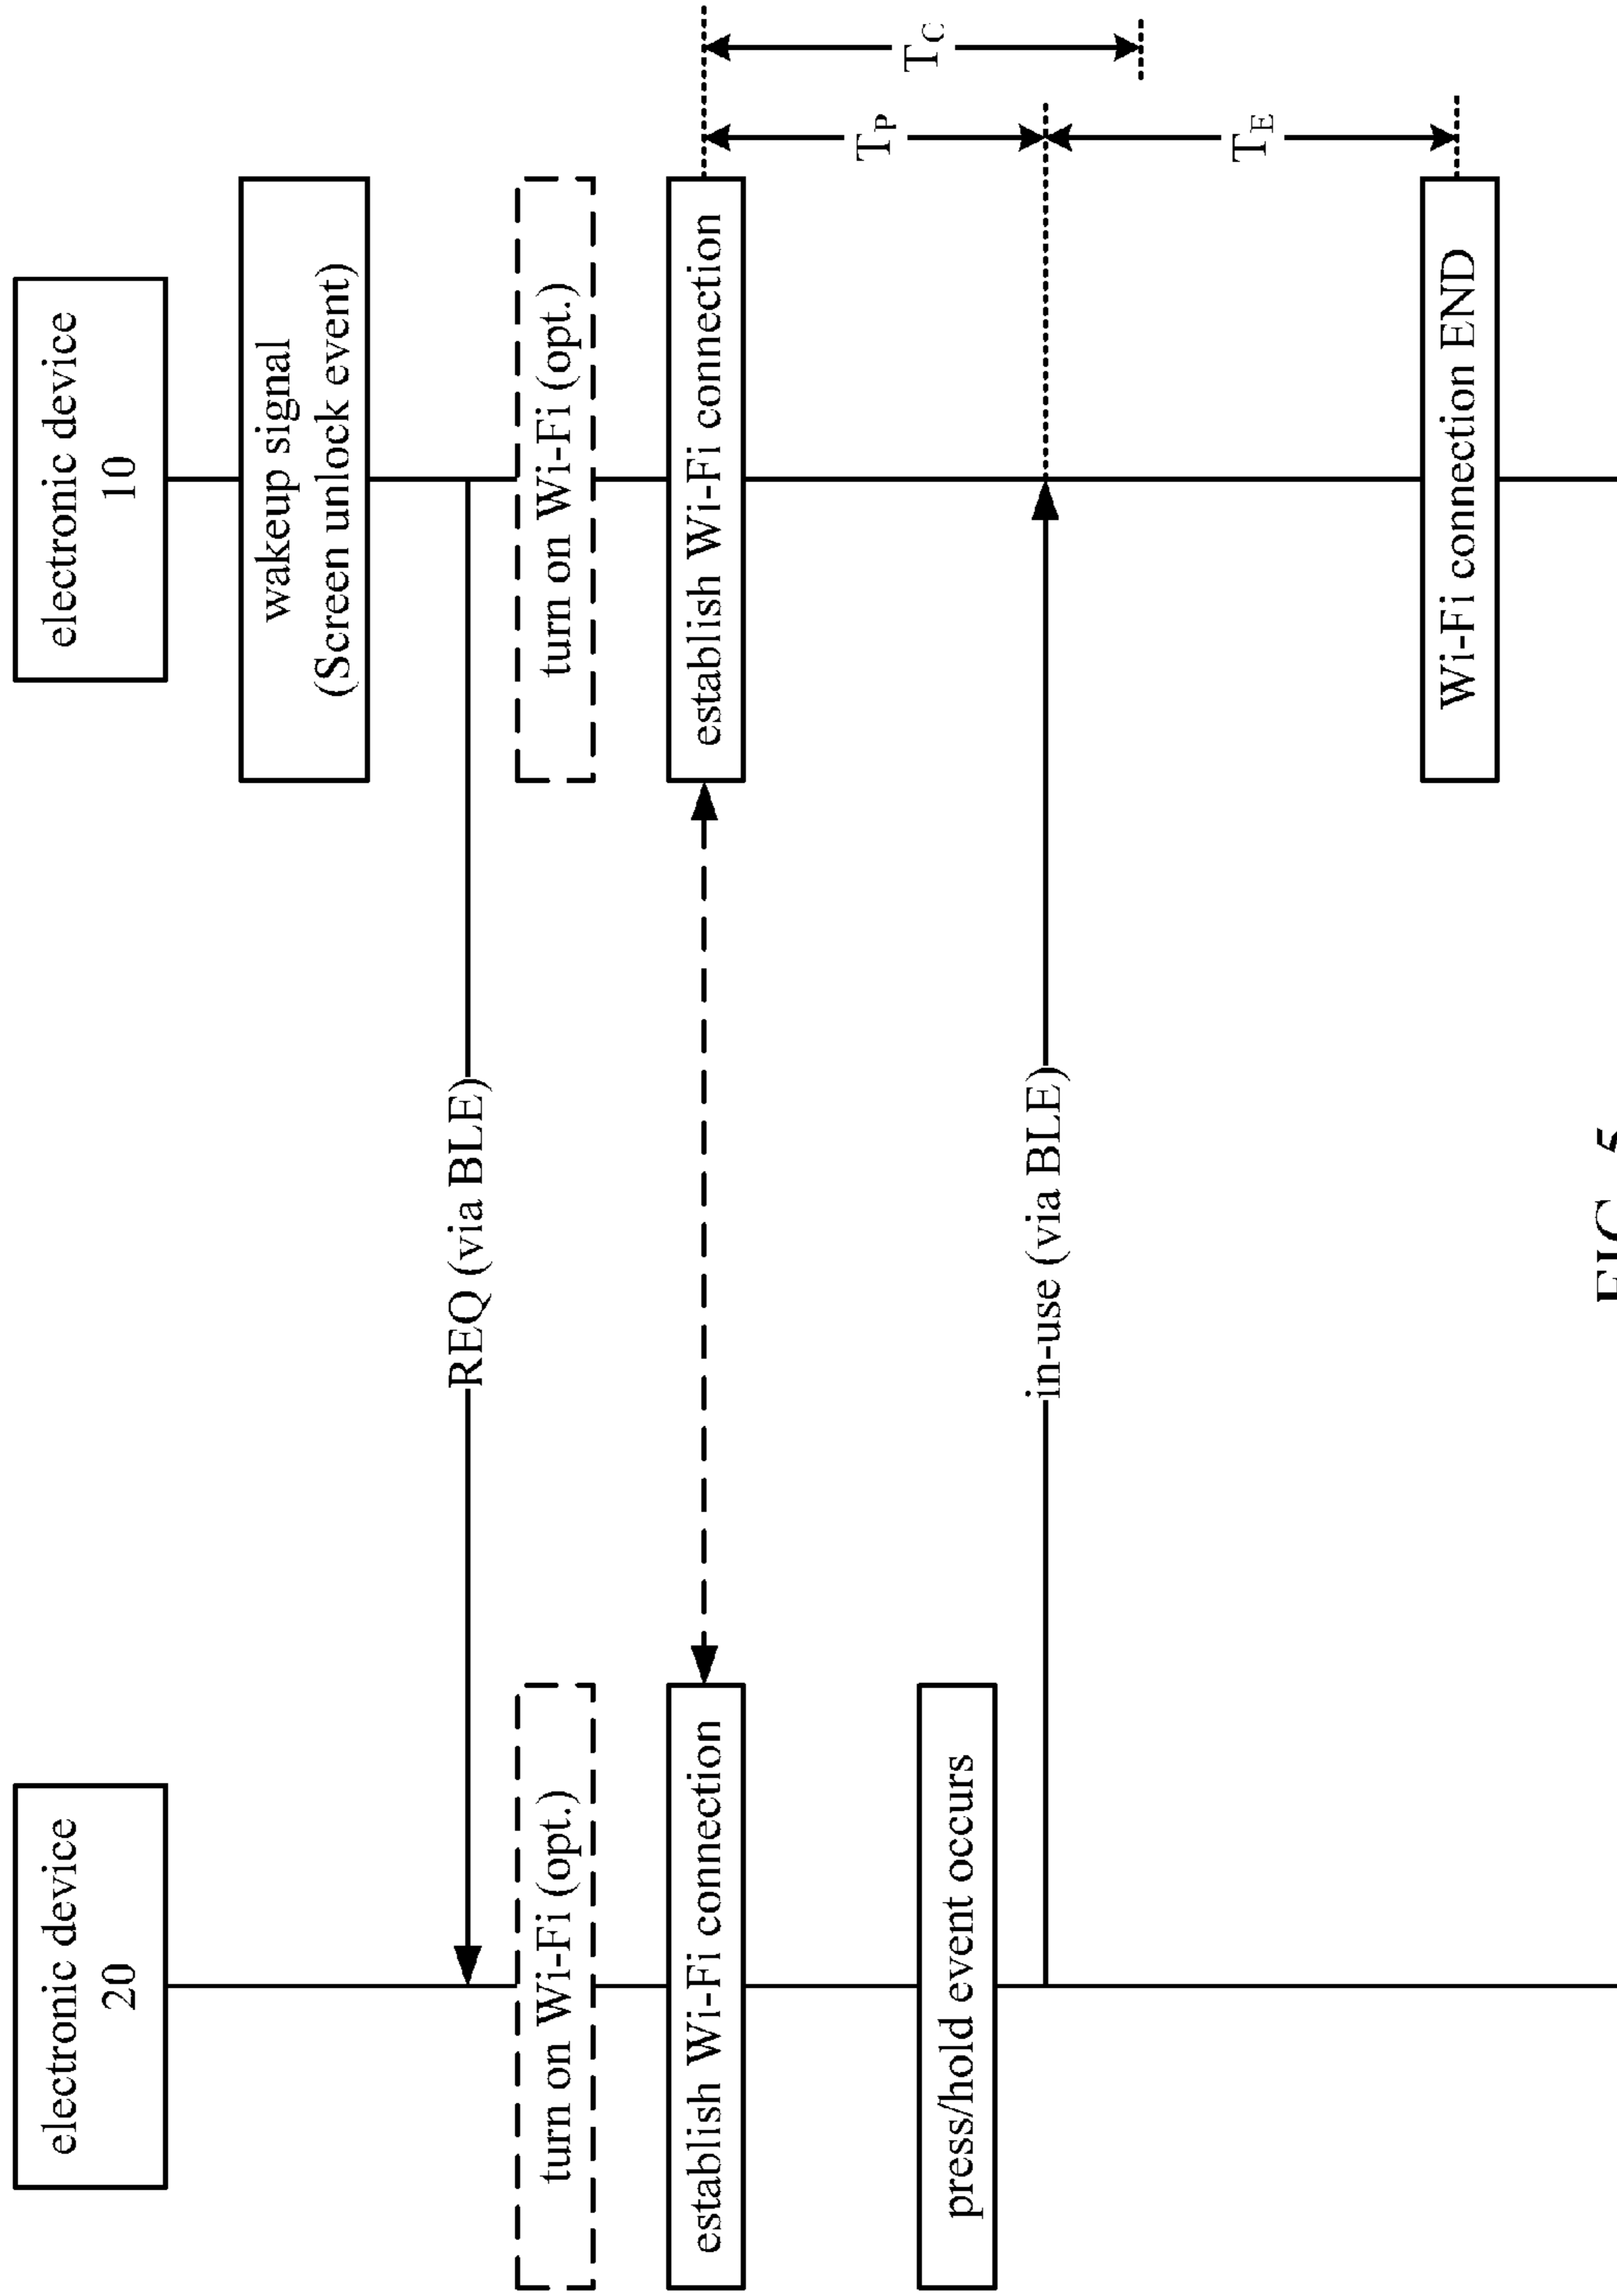 electronic device
20
electronic device
10
wakeup signal
(Screen unlock event)
REQ (via BLE)
turn on Wi-Fi (opt.)
turn on Wi-Fi (opt.)
establish Wi-Fi connection
establish Wi-Fi connection
press/hold event occurs
in-use (via BLE)
Wi-Fi connection END
TP
TC
TE
FIG. 5